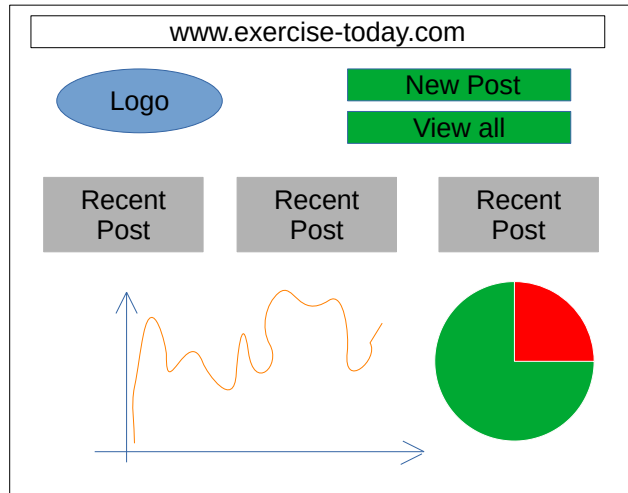 www.exercise-today.com
Logo
New Post
View all
Recent
Post
Recent
Post
Recent
Post